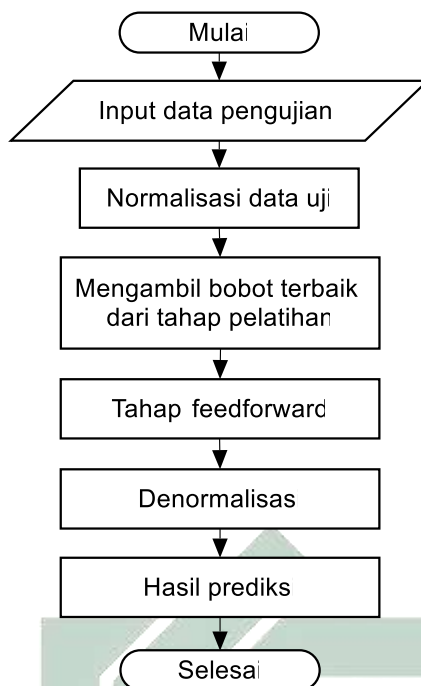 Mulai
Input data pengujian
Normalisasi data uji
Mengambil bobot terbaik
dari tahap pelatihan
Tahap feedforward
Denormalisas
Hasil prediks
Selesai